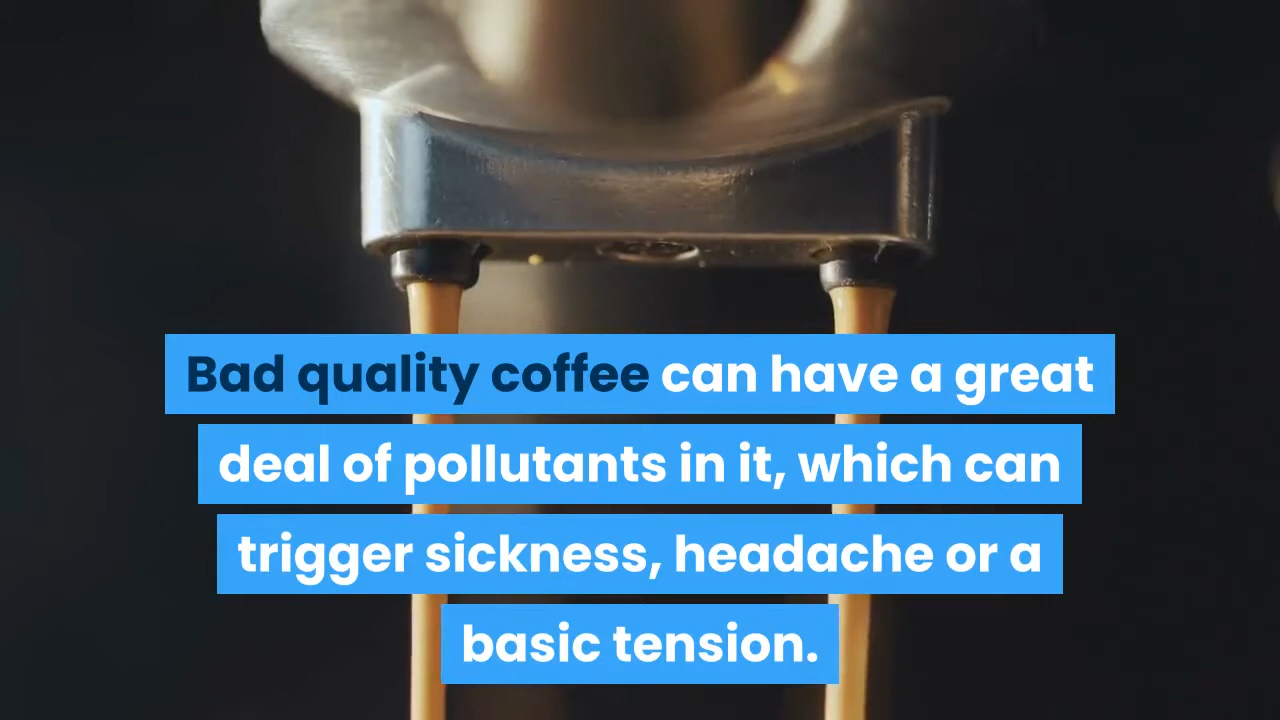 Bad quality coffee can have a great
deal of pollutants in it, which can
trigger sickness, headache or a
basic tension.